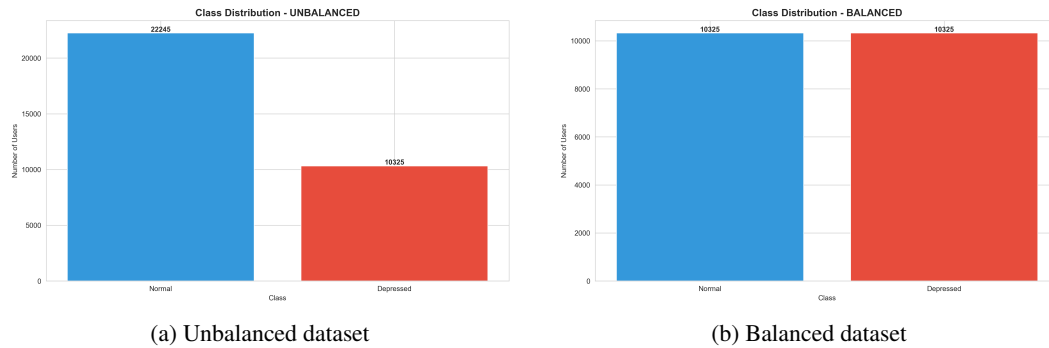 Class Distribution - UNBALANCED
22245
10325
20000
15000
10000
5000
0
Number of Users
Normal
Depressed
Class
(a) Unbalanced dataset
Class Distribution - BALANCED
10325
10325
10000
8000
6000
4000
2000
0
Number of Users
Normal
Depressed
Class
(b) Balanced dataset